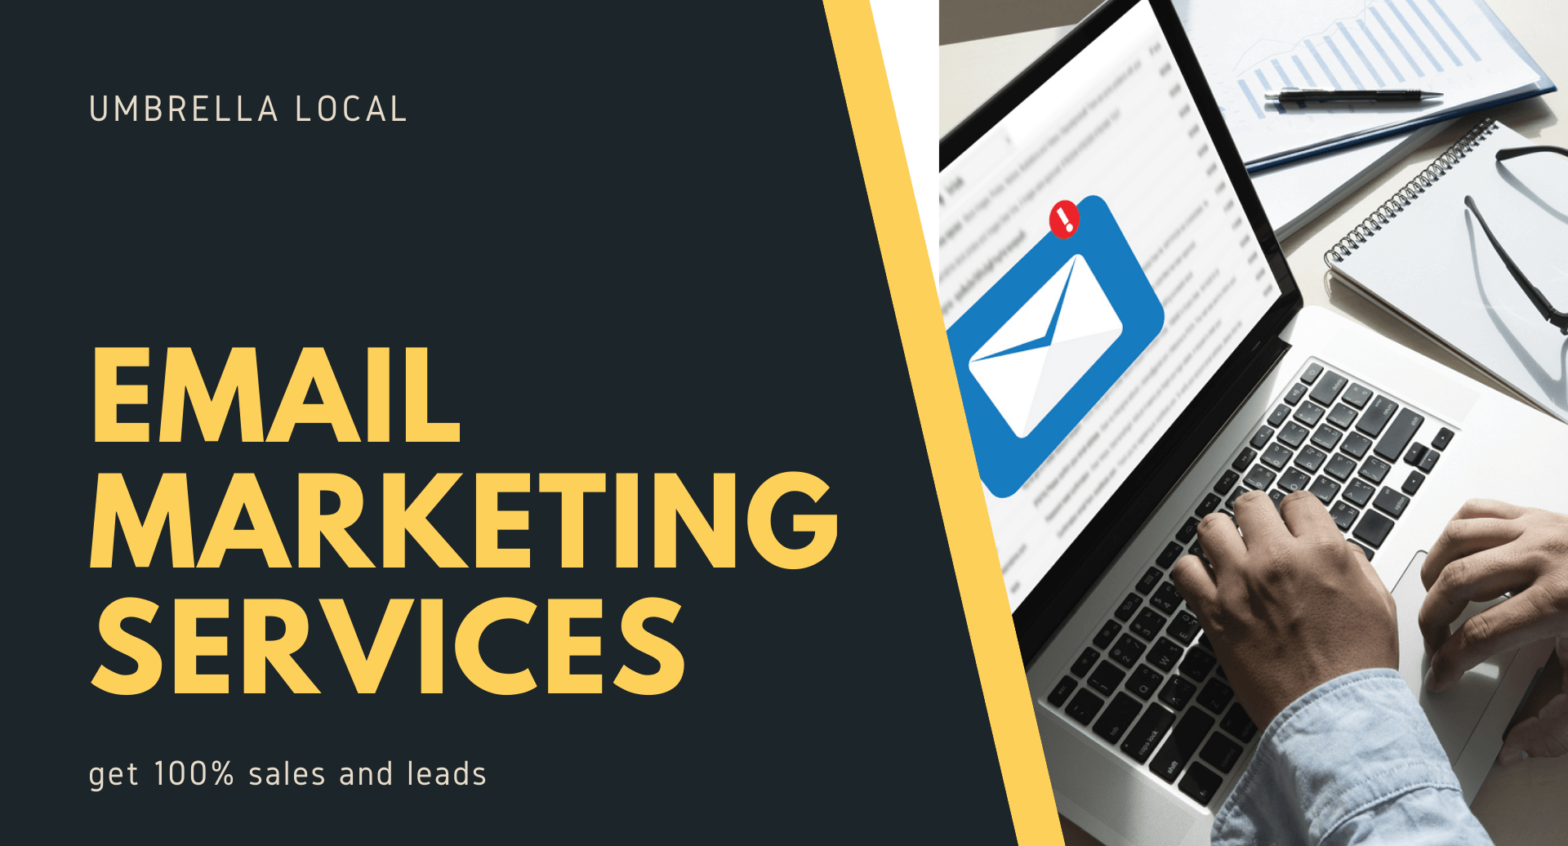 UMBRELLA LOCAL
EMAIL
MARKETING
SERVICES
get 100% sales and leads